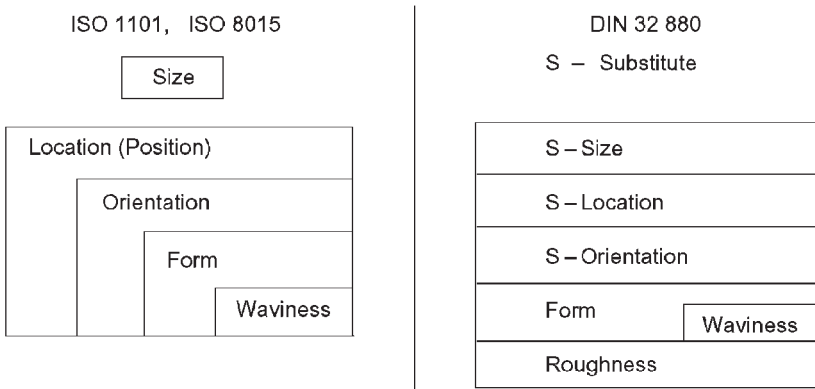 ISO 1101, ISO 8015
Size
Location (Position)
Orientation
Form
Waviness
DIN 32 880
S – Substitute
S – Size
S – Location
S – Orientation
Form
Waviness
Roughness